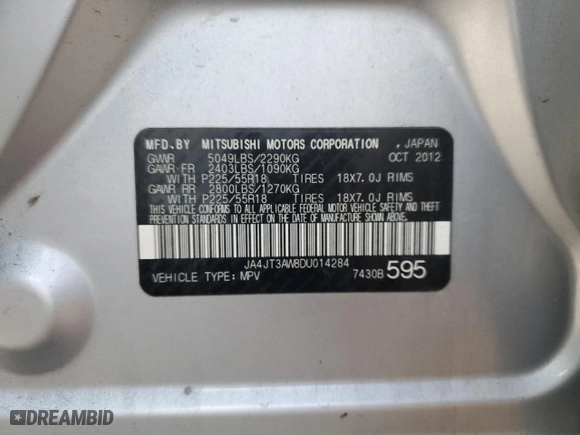 MFD.BY MITSUBISHI MOTORS CORPORATION , JAPAN
GVWR 5049LBS/2290KG OCT 2012
GAWR FR 2403LBS/1090KG
WITH P225/55R18 TIRES 18X7.0J RIMS
GAWR RR 2800LBS/1270KG
WITH P225/55R18 TIRES 18X7.0J RIMS
THIS VEHICLE CONFORMS TO ALL APPLICABLE FEDERAL MOTOR VEHICLE SAFETY AND THEFT
PREVENTION STANDARDS IN EFFECT ON THE DATE OF MANUFACTURE SHOWN ABOVE.
JA4JT3AW8DU014284
VEHICLE TYPE: MPV 7430B 595
DREAMBID